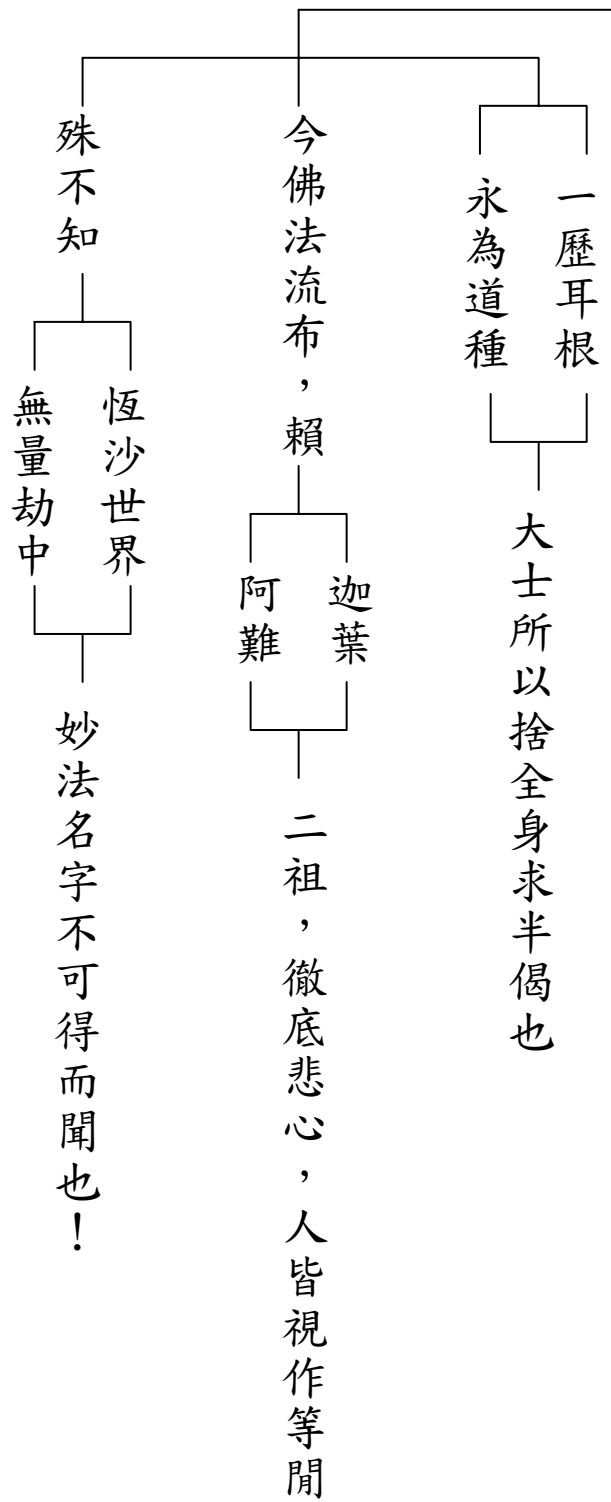 一歷耳根
永為道種
大士所以捨全身求半偈也
今佛法流布，賴
迦葉
阿難
二祖，徹底悲心，人皆視作等閒
殊不知
恆沙世界
無量劫中
妙法名字不可得而聞也！